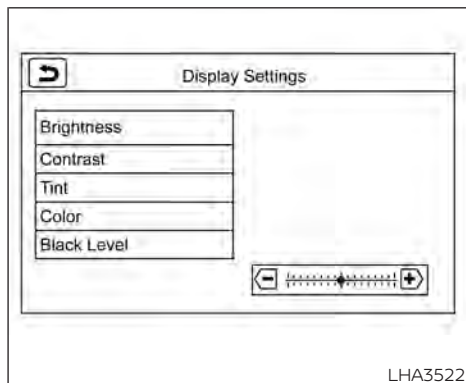 Display Settings
Brightness
Contrast
Tint
Color
Black Level
LHA3522